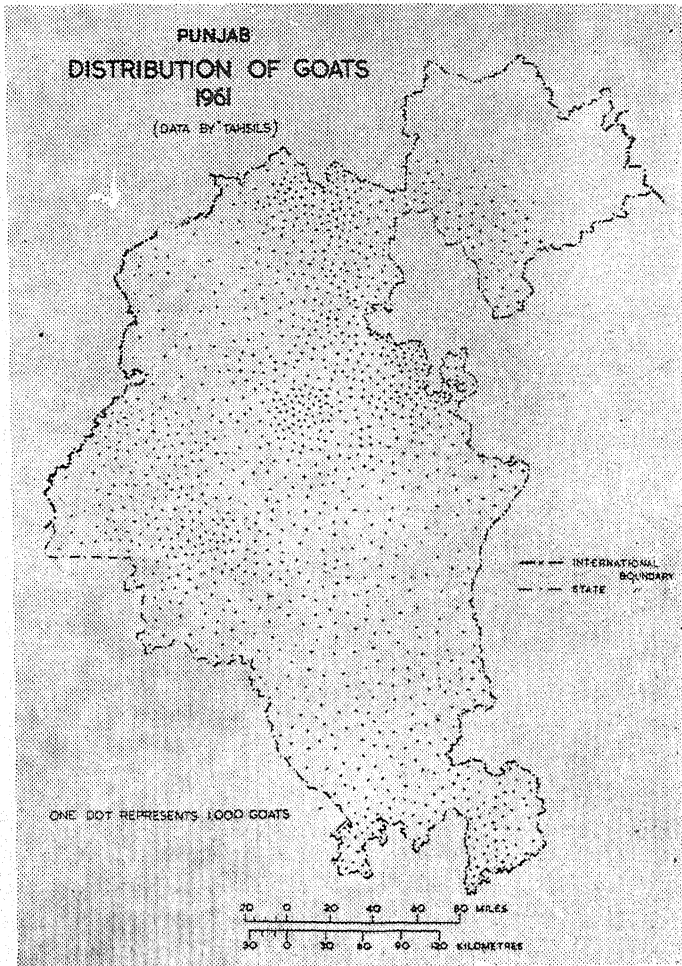 PUNJAB
DISTRIBUTION OF GOATS
1961
(DATA BY TAHSILS)
INTERNATIONAL
BOUNDARY
STATE "
ONE DOT REPRESENTS 1,000 GOATS
20 0 20 40 60 80 MILES
30 0 30 60 90 120 KILOMETRES